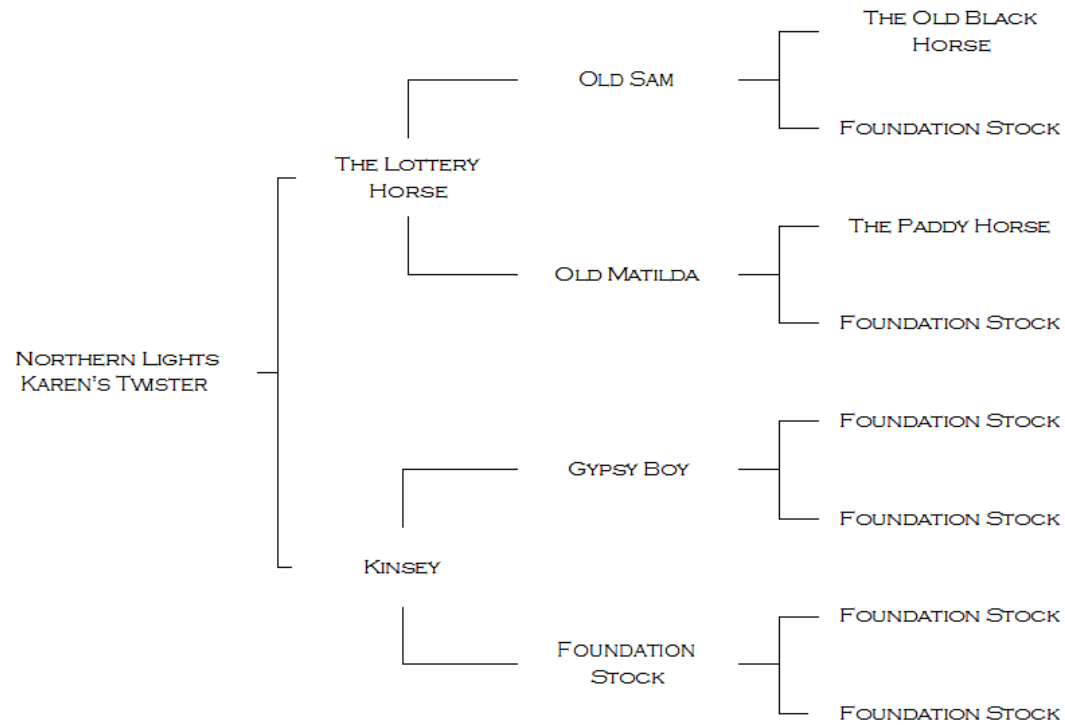 The Old Black
Horse
Old Sam
Foundation Stock
The Lottery
Horse
The Paddy Horse
Old Matilda
Foundation Stock
Northern Lights
Karen's Twister
Foundation Stock
Gypsy Boy
Foundation Stock
Kinsey
Foundation Stock
Foundation
Stock
Foundation Stock